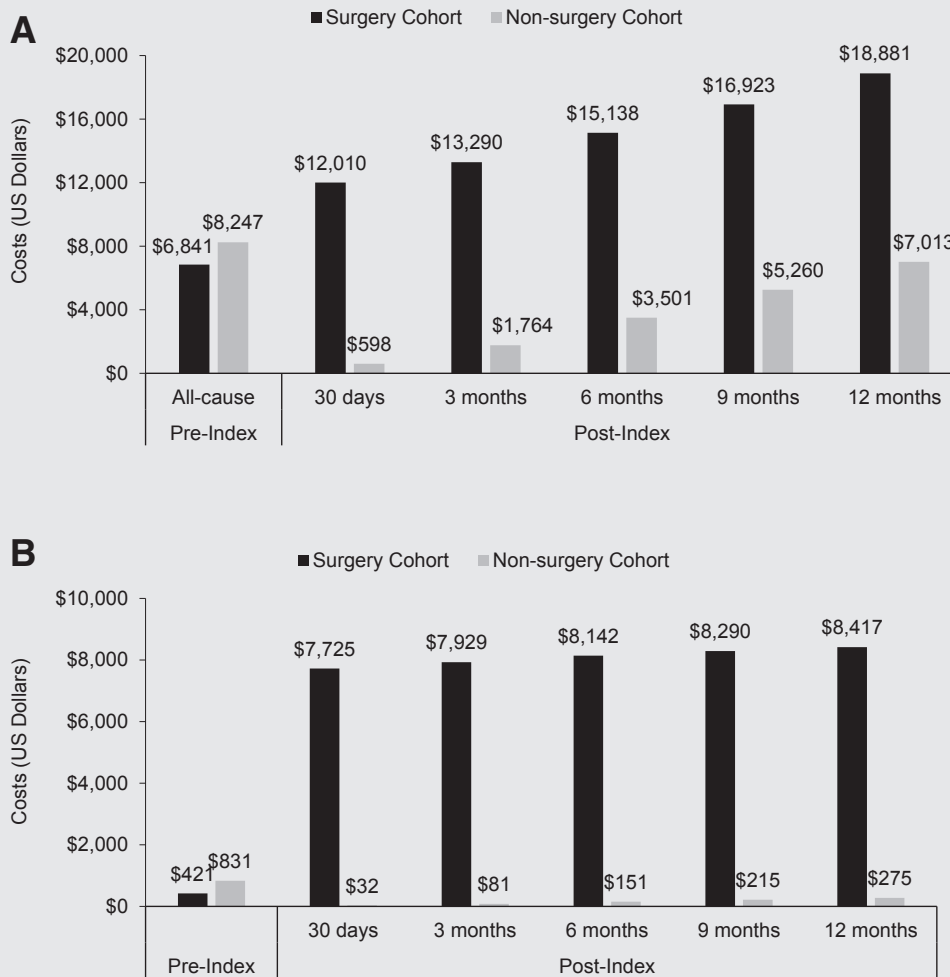 A
Surgery Cohort Non-surgery Cohort
Costs (US Dollars)
$20,000
$16,000
$12,000
$8,000
$4,000
$0
$6,841 $8,247
$12,010 $598
$13,290 $1,764
$15,138 $3,501
$16,923 $5,260
$18,881 $7,013
All-cause 30 days 3 months 6 months 9 months 12 months
Pre-Index Post-Index
B
Surgery Cohort Non-surgery Cohort
Costs (US Dollars)
$10,000
$8,000
$6,000
$4,000
$2,000
$0
$421 $831
$7,725 $32
$7,929 $81
$8,142 $151
$8,290 $215
$8,417 $275
30 days 3 months 6 months 9 months 12 months
Pre-Index Post-Index